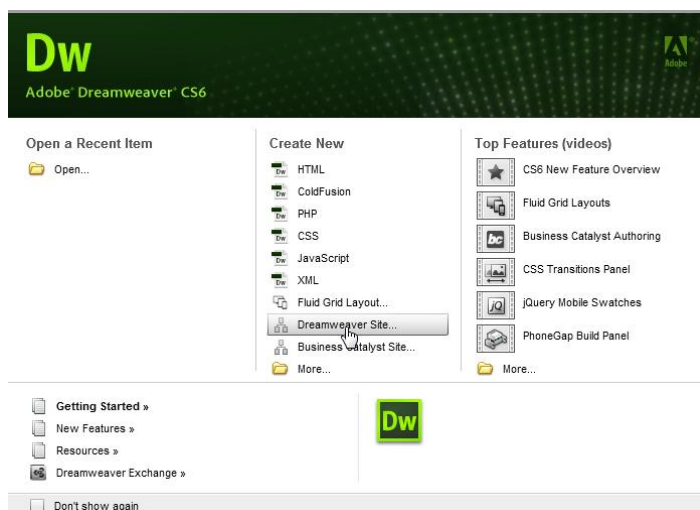 Dw
Adobe® Dreamweaver® CS6
Adobe
Open a Recent Item
Open...
Create New
HTML
ColdFusion
PHP
CSS
JavaScript
XML
Fluid Grid Layout...
Dreamweaver Site...
Business Catalyst Site...
More...
Top Features (videos)
CS6 New Feature Overview
Fluid Grid Layouts
bc Business Catalyst Authoring
CSS Transitions Panel
jQ jQuery Mobile Swatches
PhoneGap Build Panel
More...
Getting Started »
New Features »
Resources »
Dreamweaver Exchange »
Dw
Don't show again